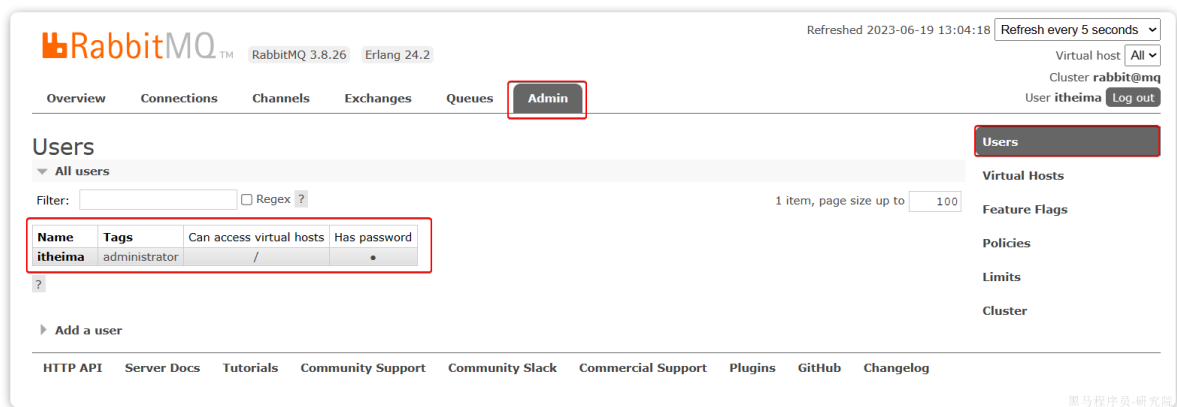 Refreshed 2023-06-19 13:04:18 Refresh every 5 seconds
RabbitMQ TM RabbitMQ 3.8.26 Erlang 24.2
Virtual host All
Cluster rabbit@mq
User itheima Log out
Overview Connections Channels Exchanges Queues Admin
Users
All users
Filter: Regex ? 1 item, page size up to 100
Name Tags Can access virtual hosts Has password
itheima administrator / ●
?
Add a user
Users
Virtual Hosts
Feature Flags
Policies
Limits
Cluster
HTTP API Server Docs Tutorials Community Support Community Slack Commercial Support Plugins GitHub Changelog
黑马程序员-研究院